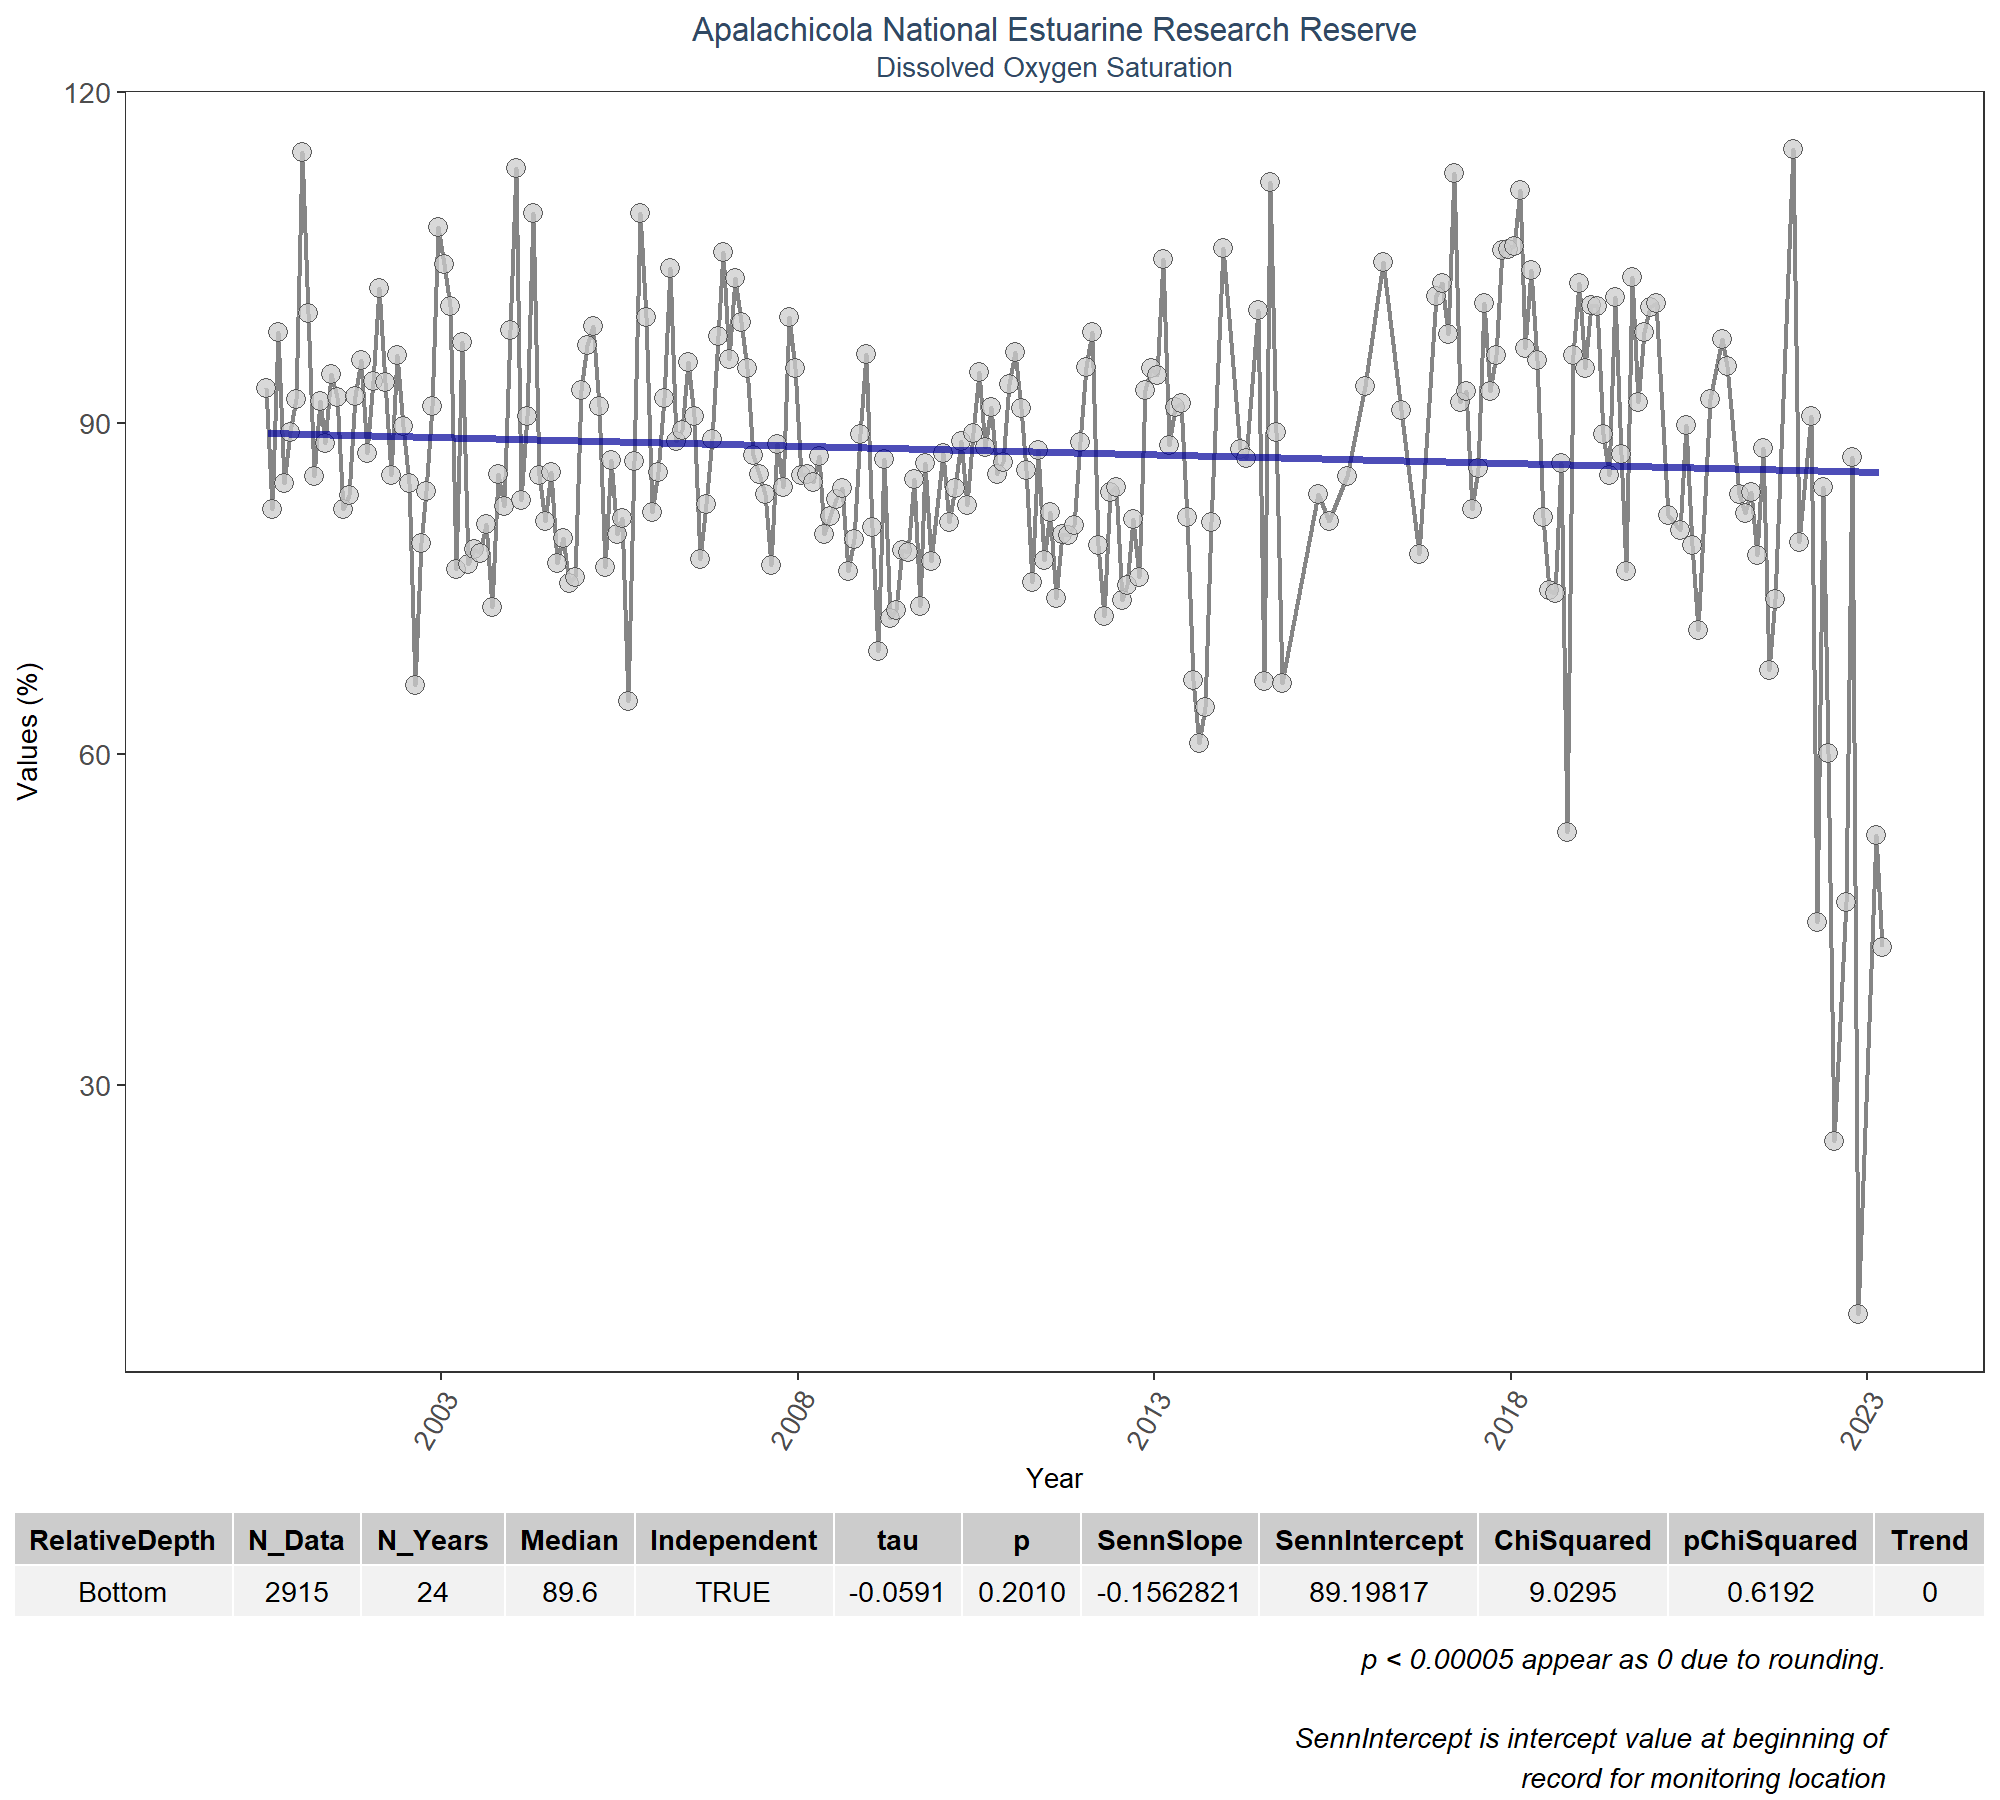 Apalachicola National Estuarine Research Reserve
Dissolved Oxygen Saturation
120
90
60
30
Values (%)
2003 2008 2013 2018 2023
Year
RelativeDepth N_Data N_Years Median Independent tau p SennSlope SennIntercept ChiSquared pChiSquared Trend
Bottom 2915 24 89.6 TRUE -0.0591 0.2010 -0.1562821 89.19817 9.0295 0.6192 0
p < 0.00005 appear as 0 due to rounding.
SennIntercept is intercept value at beginning of
record for monitoring location